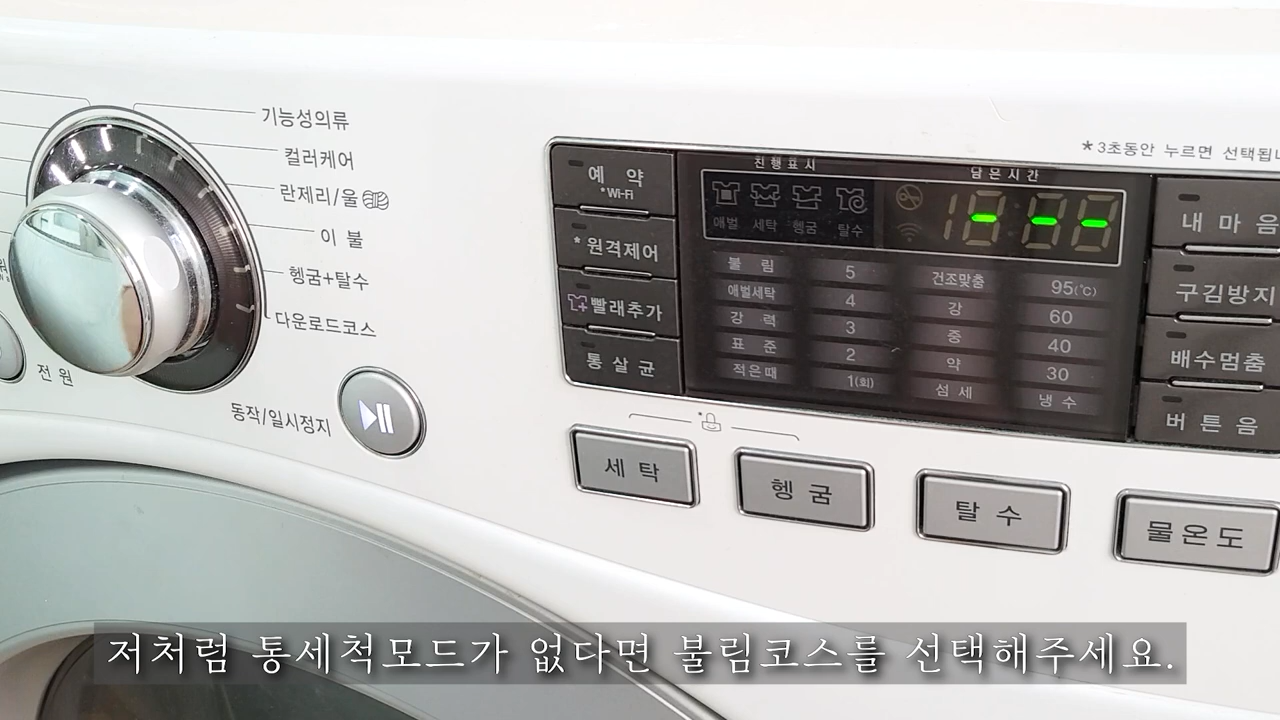 기능성의류
컬러케어
란제리/울
이 불
헹굼+탈수
다운로드코스
전 원
동작/일시정지
*3초동안 누르면 선택됩니
예 약
*Wi-Fi
*원격제어
빨래추가
통 살 균
진행표시
남은시간
애벌 세탁 헹굼 탈수
불 림 5 건조맞춤 95(℃)
애벌세탁 4 강 60
강 력 3 중 40
표 준 2 약 30
적은때 1(회) 섬 세 냉 수
내 마 음
구김방지
배수멈춤
버 튼 음
세 탁
헹 굼
탈 수
물온도
저처럼 통세척모드가 없다면 불림코스를 선택해주세요.